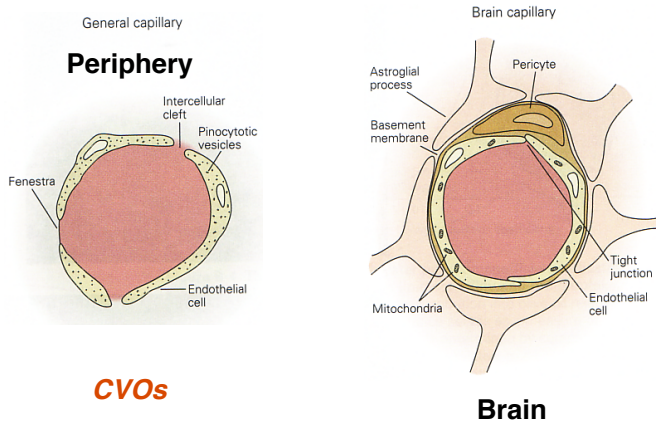 General capillary
Periphery
Intercellular
cleft
Pinocytotic
vesicles
Fenestra
Endothelial
cell
CVOs
Brain capillary
Astroglial
process
Pericyte
Basement
membrane
Tight
junction
Mitochondria
Endothelial
cell
Brain